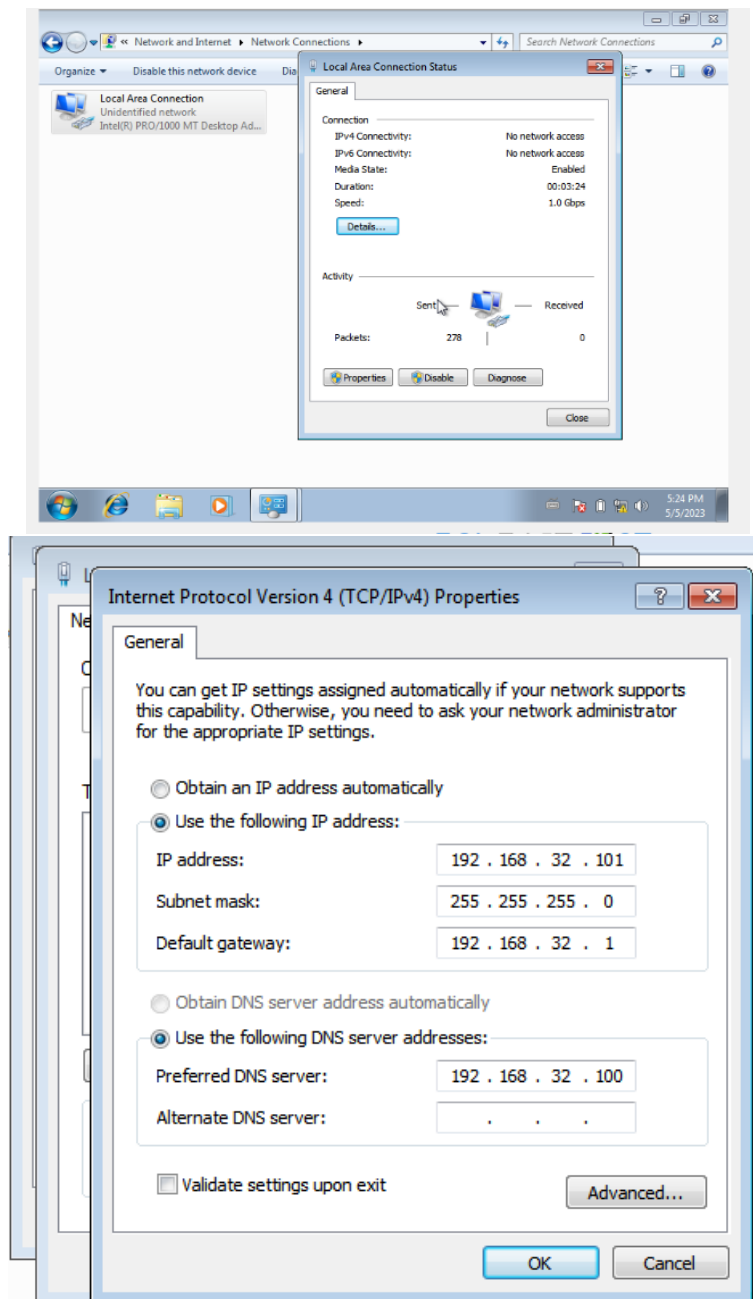 « Network and Internet ▸ Network Connections ▸
Search Network Connections
Organize
Disable this network device
Dia
Local Area Connection
Unidentified network
Intel(R) PRO/1000 MT Desktop Ad...
Local Area Connection Status
General
Connection
IPv4 Connectivity: No network access
IPv6 Connectivity: No network access
Media State: Enabled
Duration: 00:03:24
Speed: 1.0 Gbps
Details...
Activity
Sent — Received
Packets: 278 | 0
Properties Disable Diagnose
Close
5:24 PM
5/5/2023
Internet Protocol Version 4 (TCP/IPv4) Properties
Ne
General
You can get IP settings assigned automatically if your network supports
this capability. Otherwise, you need to ask your network administrator
for the appropriate IP settings.
Obtain an IP address automatically
Use the following IP address:
IP address: 192 . 168 . 32 . 101
Subnet mask: 255 . 255 . 255 . 0
Default gateway: 192 . 168 . 32 . 1
Obtain DNS server address automatically
Use the following DNS server addresses:
Preferred DNS server: 192 . 168 . 32 . 100
Alternate DNS server: . . .
Validate settings upon exit
Advanced...
OK Cancel